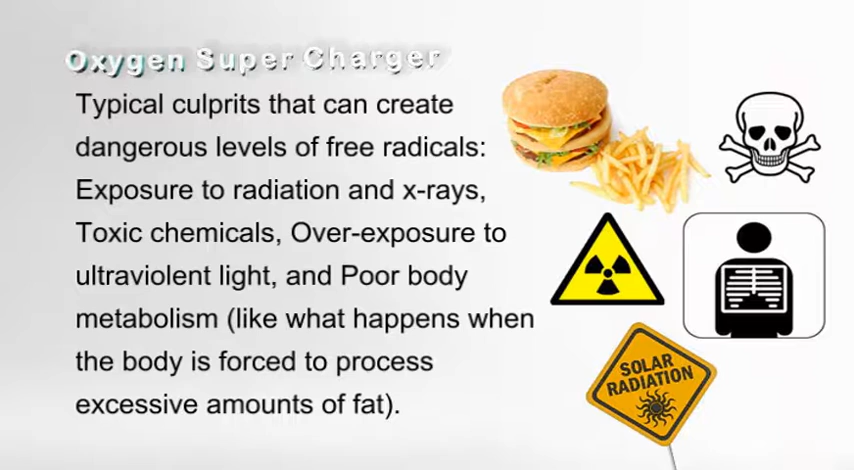 Oxygen Super Charger
Typical culprits that can create
dangerous levels of free radicals:
Exposure to radiation and x-rays,
Toxic chemicals, Over-exposure to
ultraviolent light, and Poor body
metabolism (like what happens when
the body is forced to process
excessive amounts of fat).
SOLAR
RADIATION